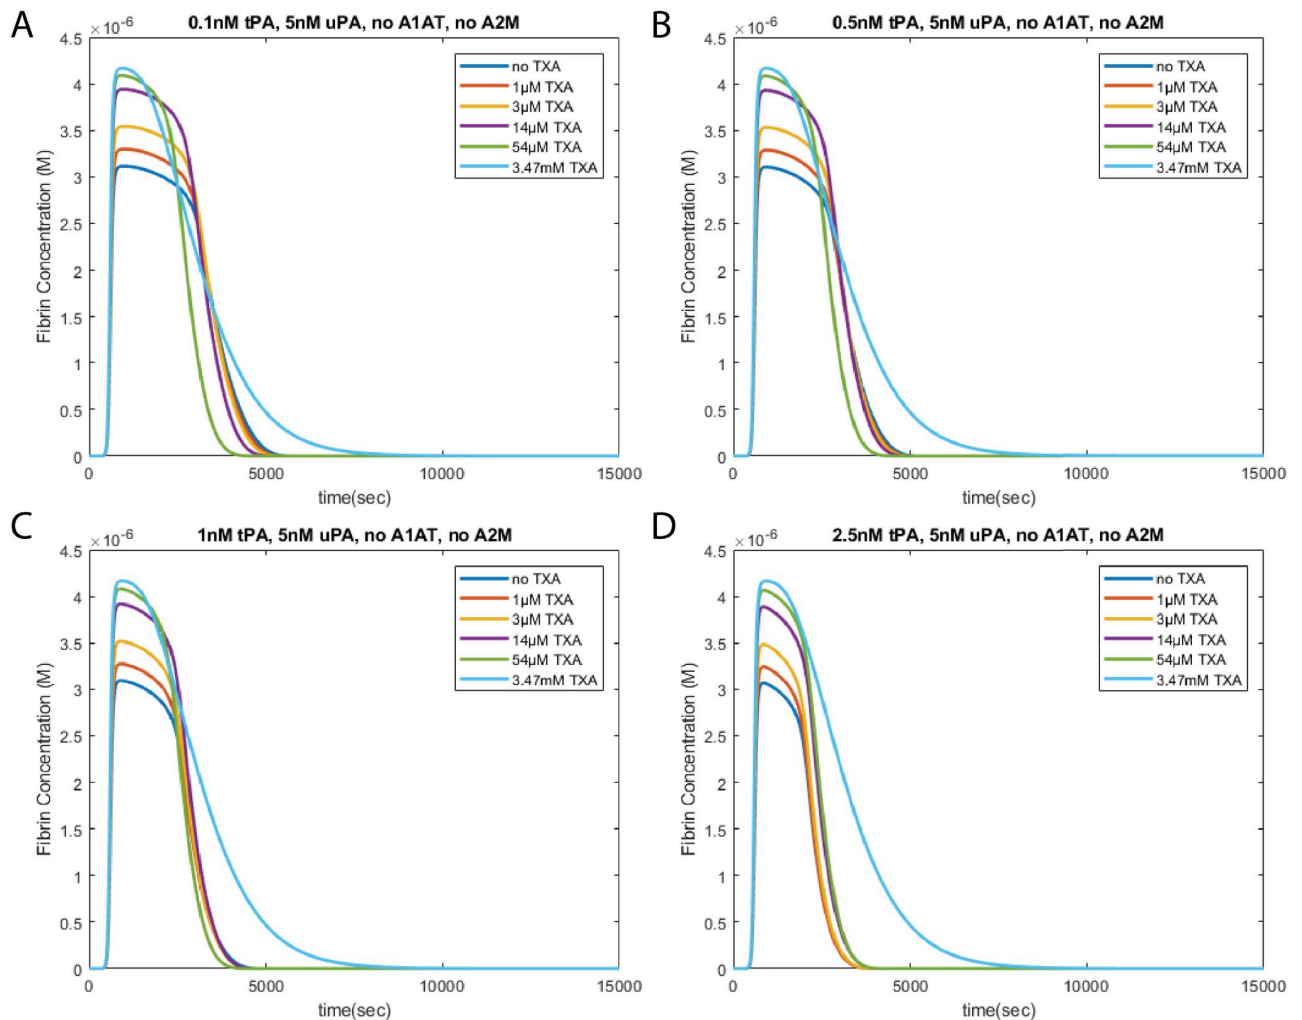 A
0.1nM tPA, 5nM uPA, no A1AT, no A2M
×10⁻⁶
4.5
4
3.5
3
2.5
2
1.5
1
0.5
0
Fibrin Concentration (M)
no TXA
1µM TXA
3µM TXA
14µM TXA
54µM TXA
3.47mM TXA
0 5000 10000 15000
time(sec)
B
0.5nM tPA, 5nM uPA, no A1AT, no A2M
×10⁻⁶
4.5
4
3.5
3
2.5
2
1.5
1
0.5
0
Fibrin Concentration (M)
no TXA
1µM TXA
3µM TXA
14µM TXA
54µM TXA
3.47mM TXA
0 5000 10000 15000
time(sec)
C
1nM tPA, 5nM uPA, no A1AT, no A2M
×10⁻⁶
4.5
4
3.5
3
2.5
2
1.5
1
0.5
0
Fibrin Concentration (M)
no TXA
1µM TXA
3µM TXA
14µM TXA
54µM TXA
3.47mM TXA
0 5000 10000 15000
time(sec)
D
2.5nM tPA, 5nM uPA, no A1AT, no A2M
×10⁻⁶
4.5
4
3.5
3
2.5
2
1.5
1
0.5
0
Fibrin Concentration (M)
no TXA
1µM TXA
3µM TXA
14µM TXA
54µM TXA
3.47mM TXA
0 5000 10000 15000
time(sec)